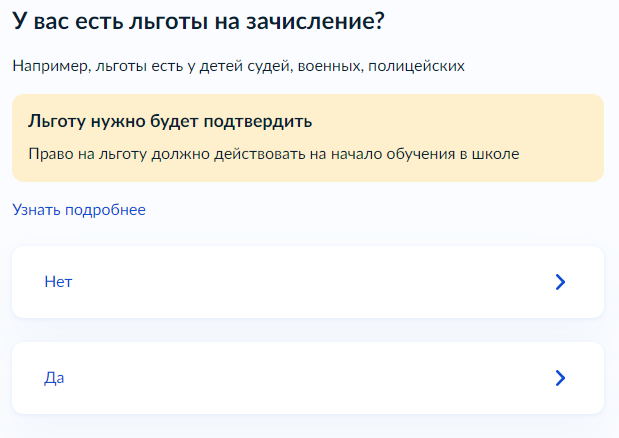 У вас есть льготы на зачисление?
Например, льготы есть у детей судей, военных, полицейских
Льготу нужно будет подтвердить
Право на льготу должно действовать на начало обучения в школе
Узнать подробнее
Нет
Да